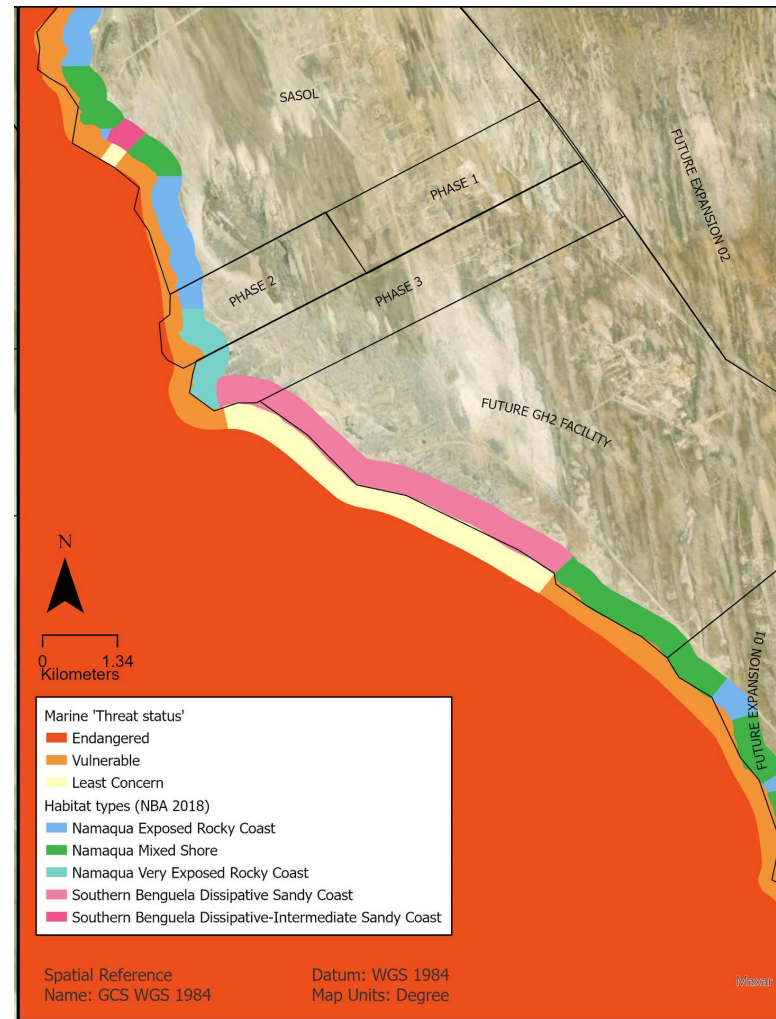 SASOL
PHASE 1
FUTURE EXPANSION 02
PHASE 2
PHASE 3
FUTURE GH2 FACILITY
N
0 1.34
Kilometers
FUTURE EXPANSION 01
Marine 'Threat status'
Endangered
Vulnerable
Least Concern
Habitat types (NBA 2018)
Namaqua Exposed Rocky Coast
Namaqua Mixed Shore
Namaqua Very Exposed Rocky Coast
Southern Benguela Dissipative Sandy Coast
Southern Benguela Dissipative-Intermediate Sandy Coast
Spatial Reference
Name: GCS WGS 1984
Datum: WGS 1984
Map Units: Degree
Maxar